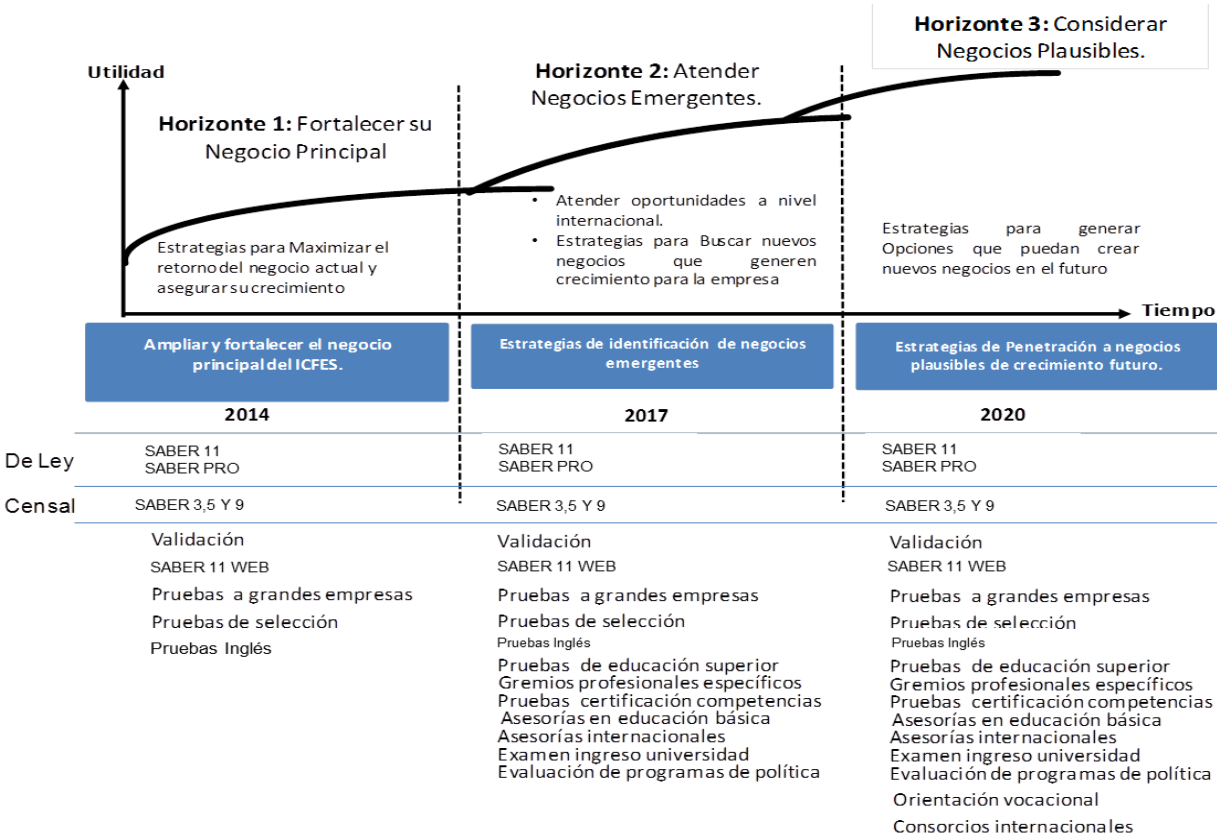 Horizonte 3: Considerar
Negocios Plausibles.
Utilidad
Horizonte 2: Atender
Negocios Emergentes.
Horizonte 1: Fortalecer su
Negocio Principal
Estrategias para Maximizar el
retorno del negocio actual y
asegurar su crecimiento
• Atender oportunidades a nivel
internacional.
• Estrategias para Buscar nuevos
negocios que generen
crecimiento para la empresa
Estrategias para generar
Opciones que puedan crear
nuevos negocios en el futuro
Tiempo
Ampliar y fortalecer el negocio
principal del ICFES.
Estrategias de identificación de negocios
emergentes
Estrategias de Penetración a negocios
plausibles de crecimiento futuro.
2014
2017
2020
De Ley
SABER 11
SABER PRO
SABER 11
SABER PRO
SABER 11
SABER PRO
Censal
SABER 3,5 Y 9
SABER 3,5 Y 9
SABER 3,5 Y 9
Validación
SABER 11 WEB
Pruebas a grandes empresas
Pruebas de selección
Pruebas Inglés
Validación
SABER 11 WEB
Pruebas a grandes empresas
Pruebas de selección
Pruebas Inglés
Pruebas de educación superior
Gremios profesionales específicos
Pruebas certificación competencias
Asesorías en educación básica
Asesorías internacionales
Examen ingreso universidad
Evaluación de programas de política
Validación
SABER 11 WEB
Pruebas a grandes empresas
Pruebas de selección
Pruebas Inglés
Pruebas de educación superior
Gremios profesionales específicos
Pruebas certificación competencias
Asesorías en educación básica
Asesorías internacionales
Examen ingreso universidad
Evaluación de programas de política
Orientación vocacional
Consorcios internacionales